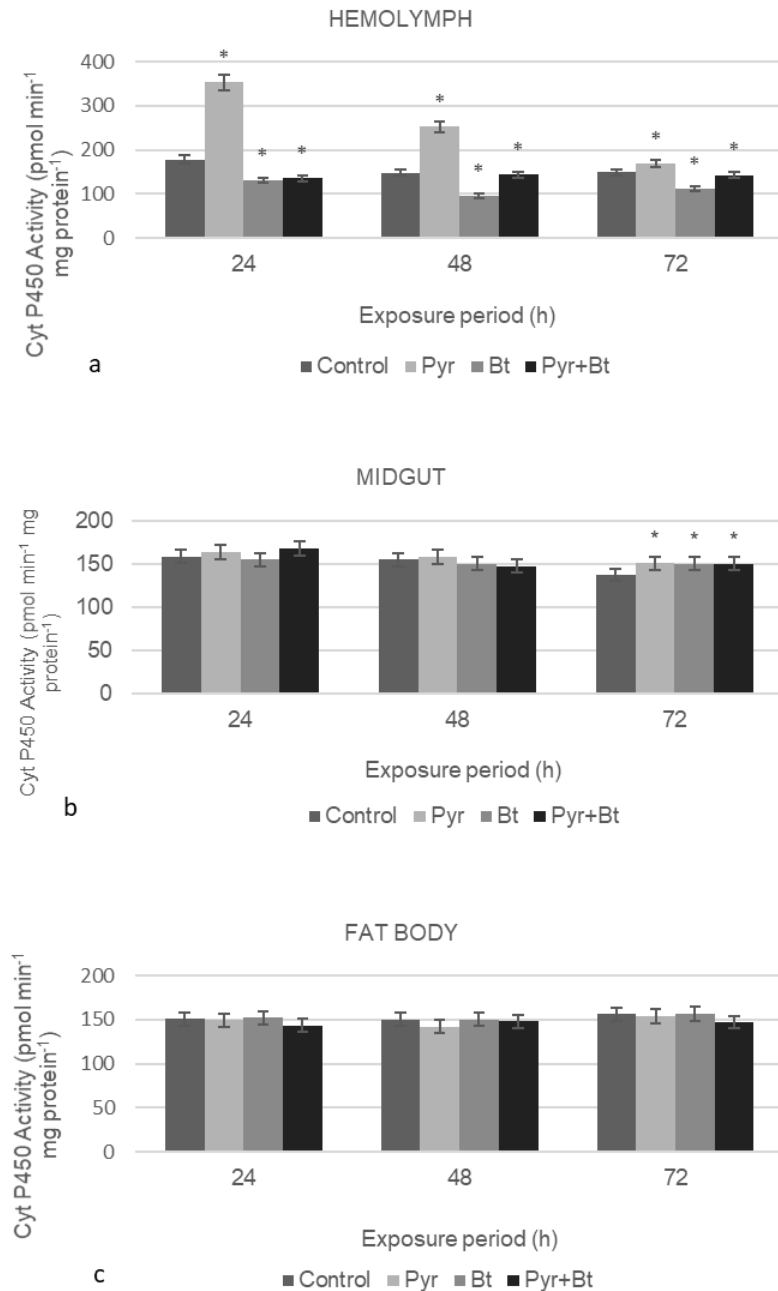 HEMOLYMPH
Cyt P450 Activity (pmol min⁻¹
mg protein⁻¹)
400
300
200
100
0
* * * * * * * * *
24 48 72
Exposure period (h)
a
Control Pyr Bt Pyr+Bt
MIDGUT
Cyt P450 Activity (pmol min⁻¹ mg
protein⁻¹)
200
150
100
50
0
* * *
24 48 72
Exposure period (h)
b
Control Pyr Bt Pyr+Bt
FAT BODY
Cyt P450 Activity (pmol min⁻¹
mg protein⁻¹)
200
150
100
50
0
24 48 72
Exposure period (h)
c
Control Pyr Bt Pyr+Bt